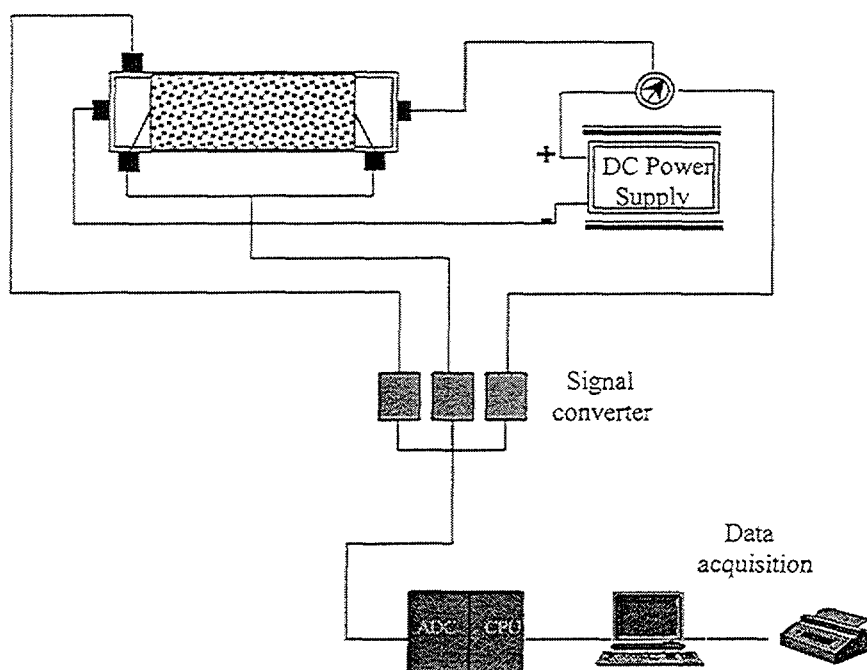 +
DC Power
Supply
-
Signal
converter
Data
acquisition
ADC CPU